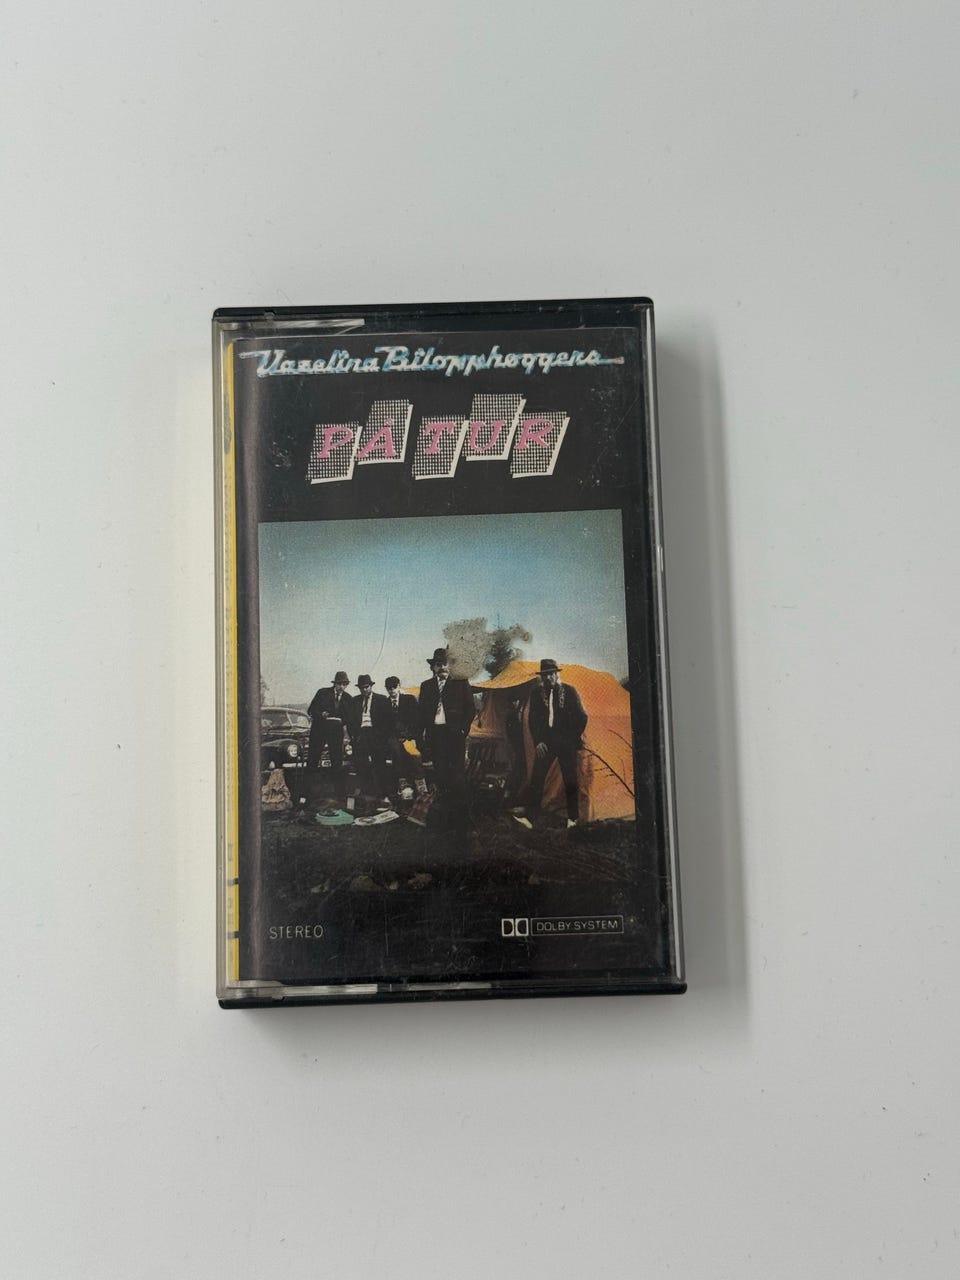 Vazelina Bilopphøggers
PÅ TUR
STEREO
DOLBY SYSTEM